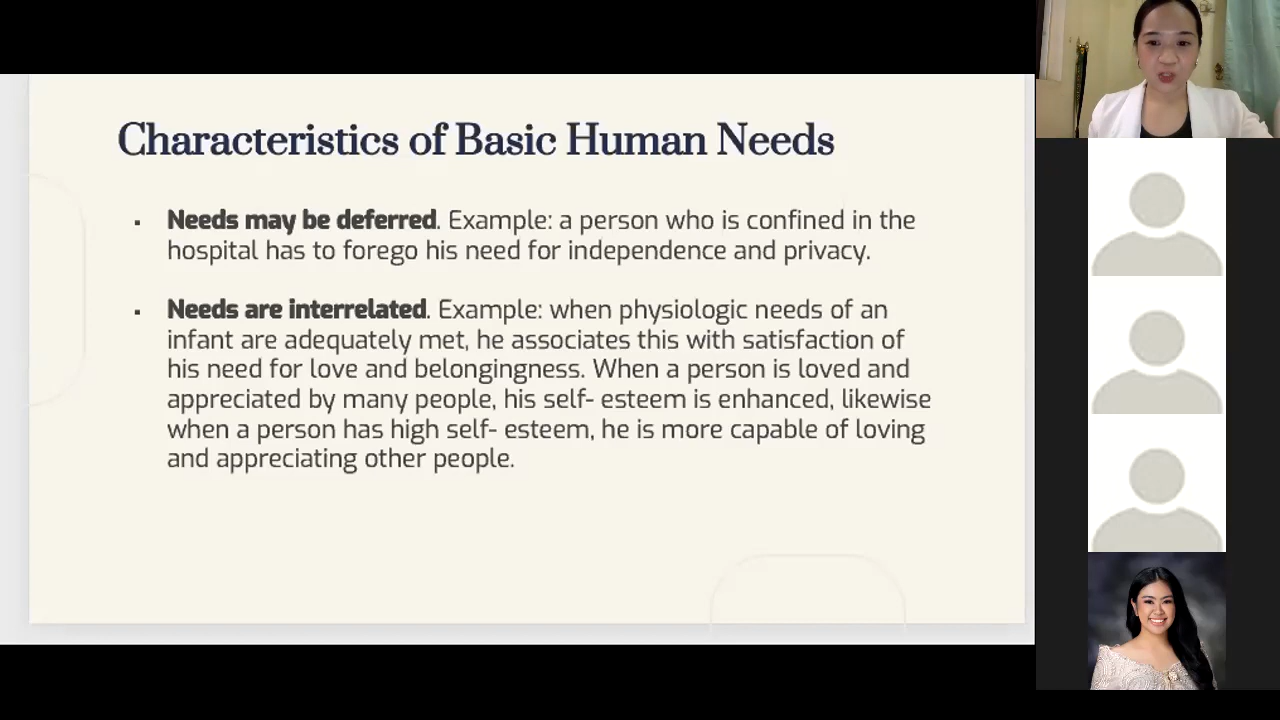 Characteristics of Basic Human Needs
▪ Needs may be deferred. Example: a person who is confined in the
hospital has to forego his need for independence and privacy.
▪ Needs are interrelated. Example: when physiologic needs of an
infant are adequately met, he associates this with satisfaction of
his need for love and belongingness. When a person is loved and
appreciated by many people, his self- esteem is enhanced, likewise
when a person has high self- esteem, he is more capable of loving
and appreciating other people.